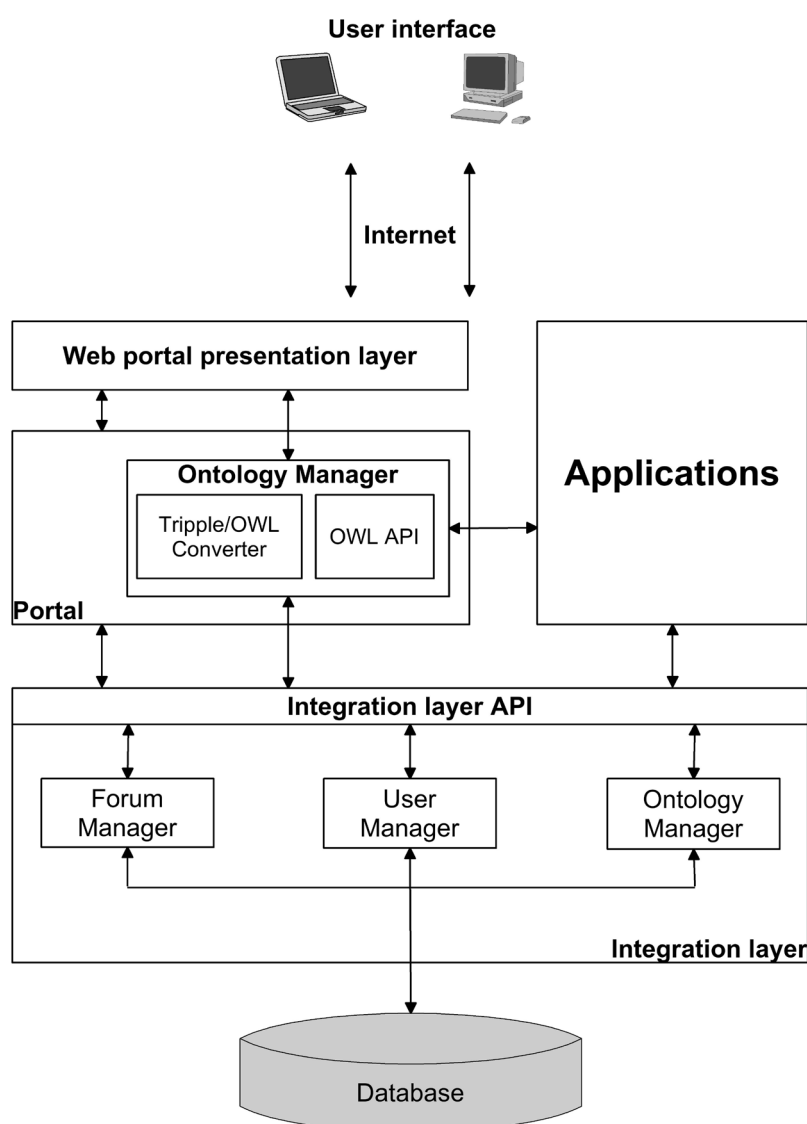 User interface
Internet
Web portal presentation layer
Applications
Ontology Manager
Tripple/OWL
Converter
OWL API
Portal
Integration layer API
Forum
Manager
User
Manager
Ontology
Manager
Integration layer
Database